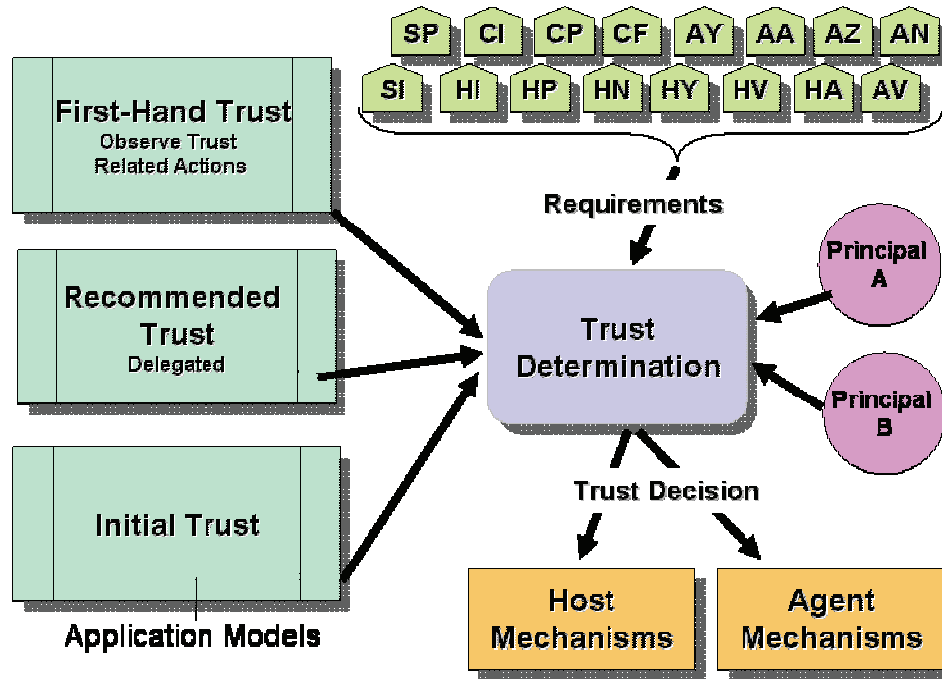 SP CI CP CF AY AA AZ AN
SI HI HP HN HY HV HA AV
First-Hand Trust
Observe Trust
Related Actions
Requirements
Recommended
Trust
Delegated
Trust
Determination
Principal
A
Principal
B
Initial Trust
Application Models
Trust Decision
Host
Mechanisms
Agent
Mechanisms